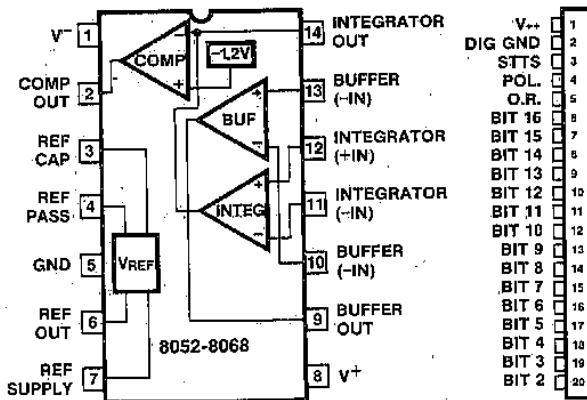 V⁻ 1
COMP
OUT 2
REF
CAP 3
REF
PASS 4
GND 5
REF
OUT 6
REF
SUPPLY 7
COMP
-1.2V
BUF
INTEG
VREF
+
−
+
−
+
−
8052-8068
14 INTEGRATOR
OUT
13 BUFFER
(−IN)
12 INTEGRATOR
(+IN)
11 INTEGRATOR
(−IN)
10 BUFFER
(−IN)
9 BUFFER
OUT
8 V⁺
V++ 1
DIG GND 2
STTS 3
POL. 4
O.R. 5
BIT 16 6
BIT 15 7
BIT 14 8
BIT 13 9
BIT 12 10
BIT 11 11
BIT 10 12
BIT 9 13
BIT 8 14
BIT 7 15
BIT 6 16
BIT 5 17
BIT 4 18
BIT 3 19
BIT 2 20